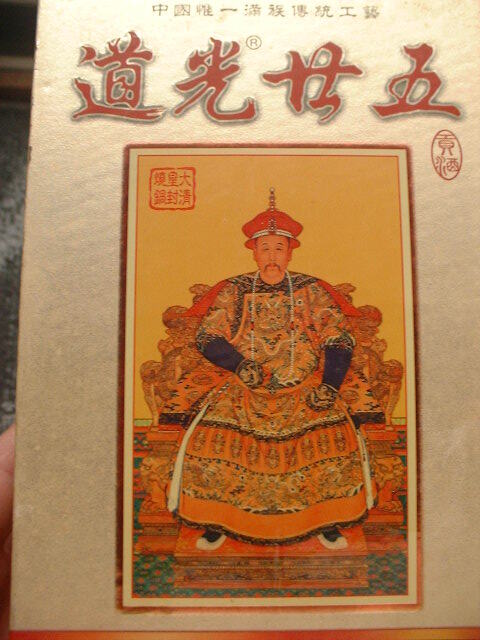 中國惟一滿族傳統工藝
道光廿五®
貢酒
大清
皇封
燒鍋